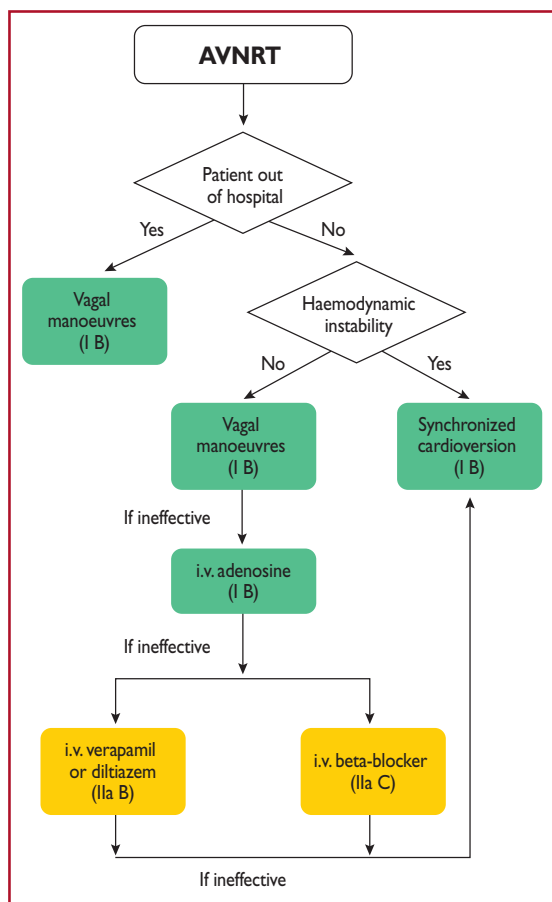 AVNRT
Patient out
of hospital
Yes
No
Vagal
manoeuvres
(I B)
Haemodynamic
instability
No
Yes
Vagal
manoeuvres
(I B)
Synchronized
cardioversion
(I B)
If ineffective
i.v. adenosine
(I B)
If ineffective
i.v. verapamil
or diltiazem
(IIa B)
i.v. beta-blocker
(IIa C)
If ineffective